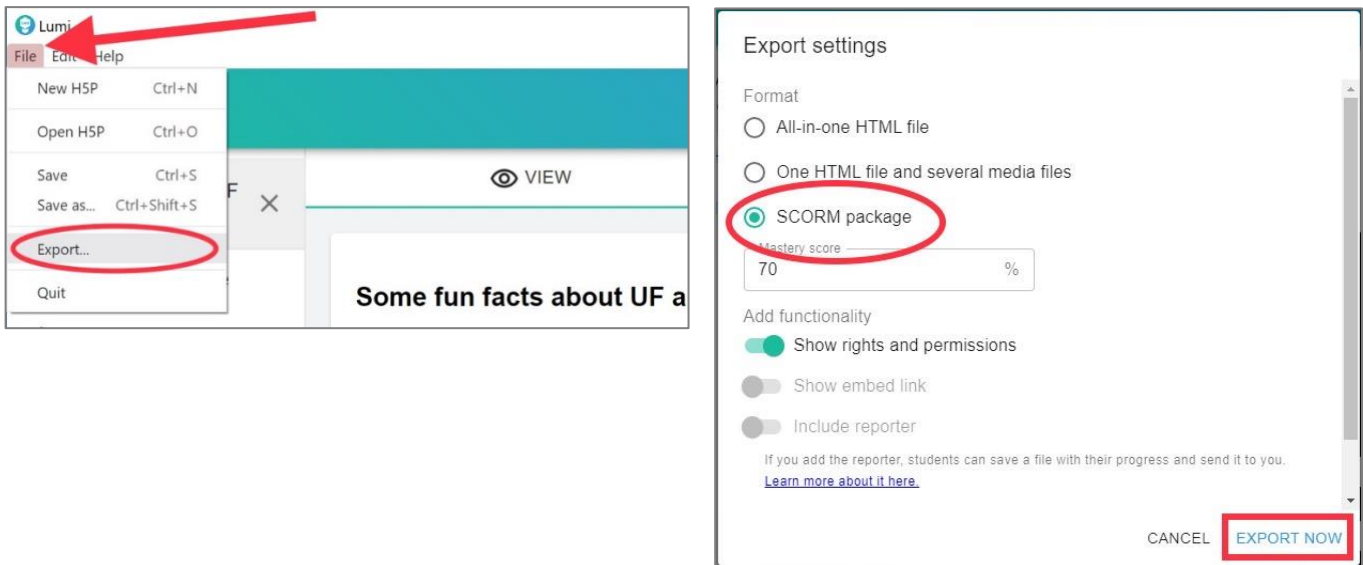 Lumi
File Edit Help
New H5P Ctrl+N
Open H5P Ctrl+O
Save Ctrl+S
Save as... Ctrl+Shift+S
Export...
Quit
F
VIEW
Some fun facts about UF a
Export settings
Format
All-in-one HTML file
One HTML file and several media files
SCORM package
Mastery score
70 %
Add functionality
Show rights and permissions
Show embed link
Include reporter
If you add the reporter, students can save a file with their progress and send it to you.
Learn more about it here.
CANCEL EXPORT NOW